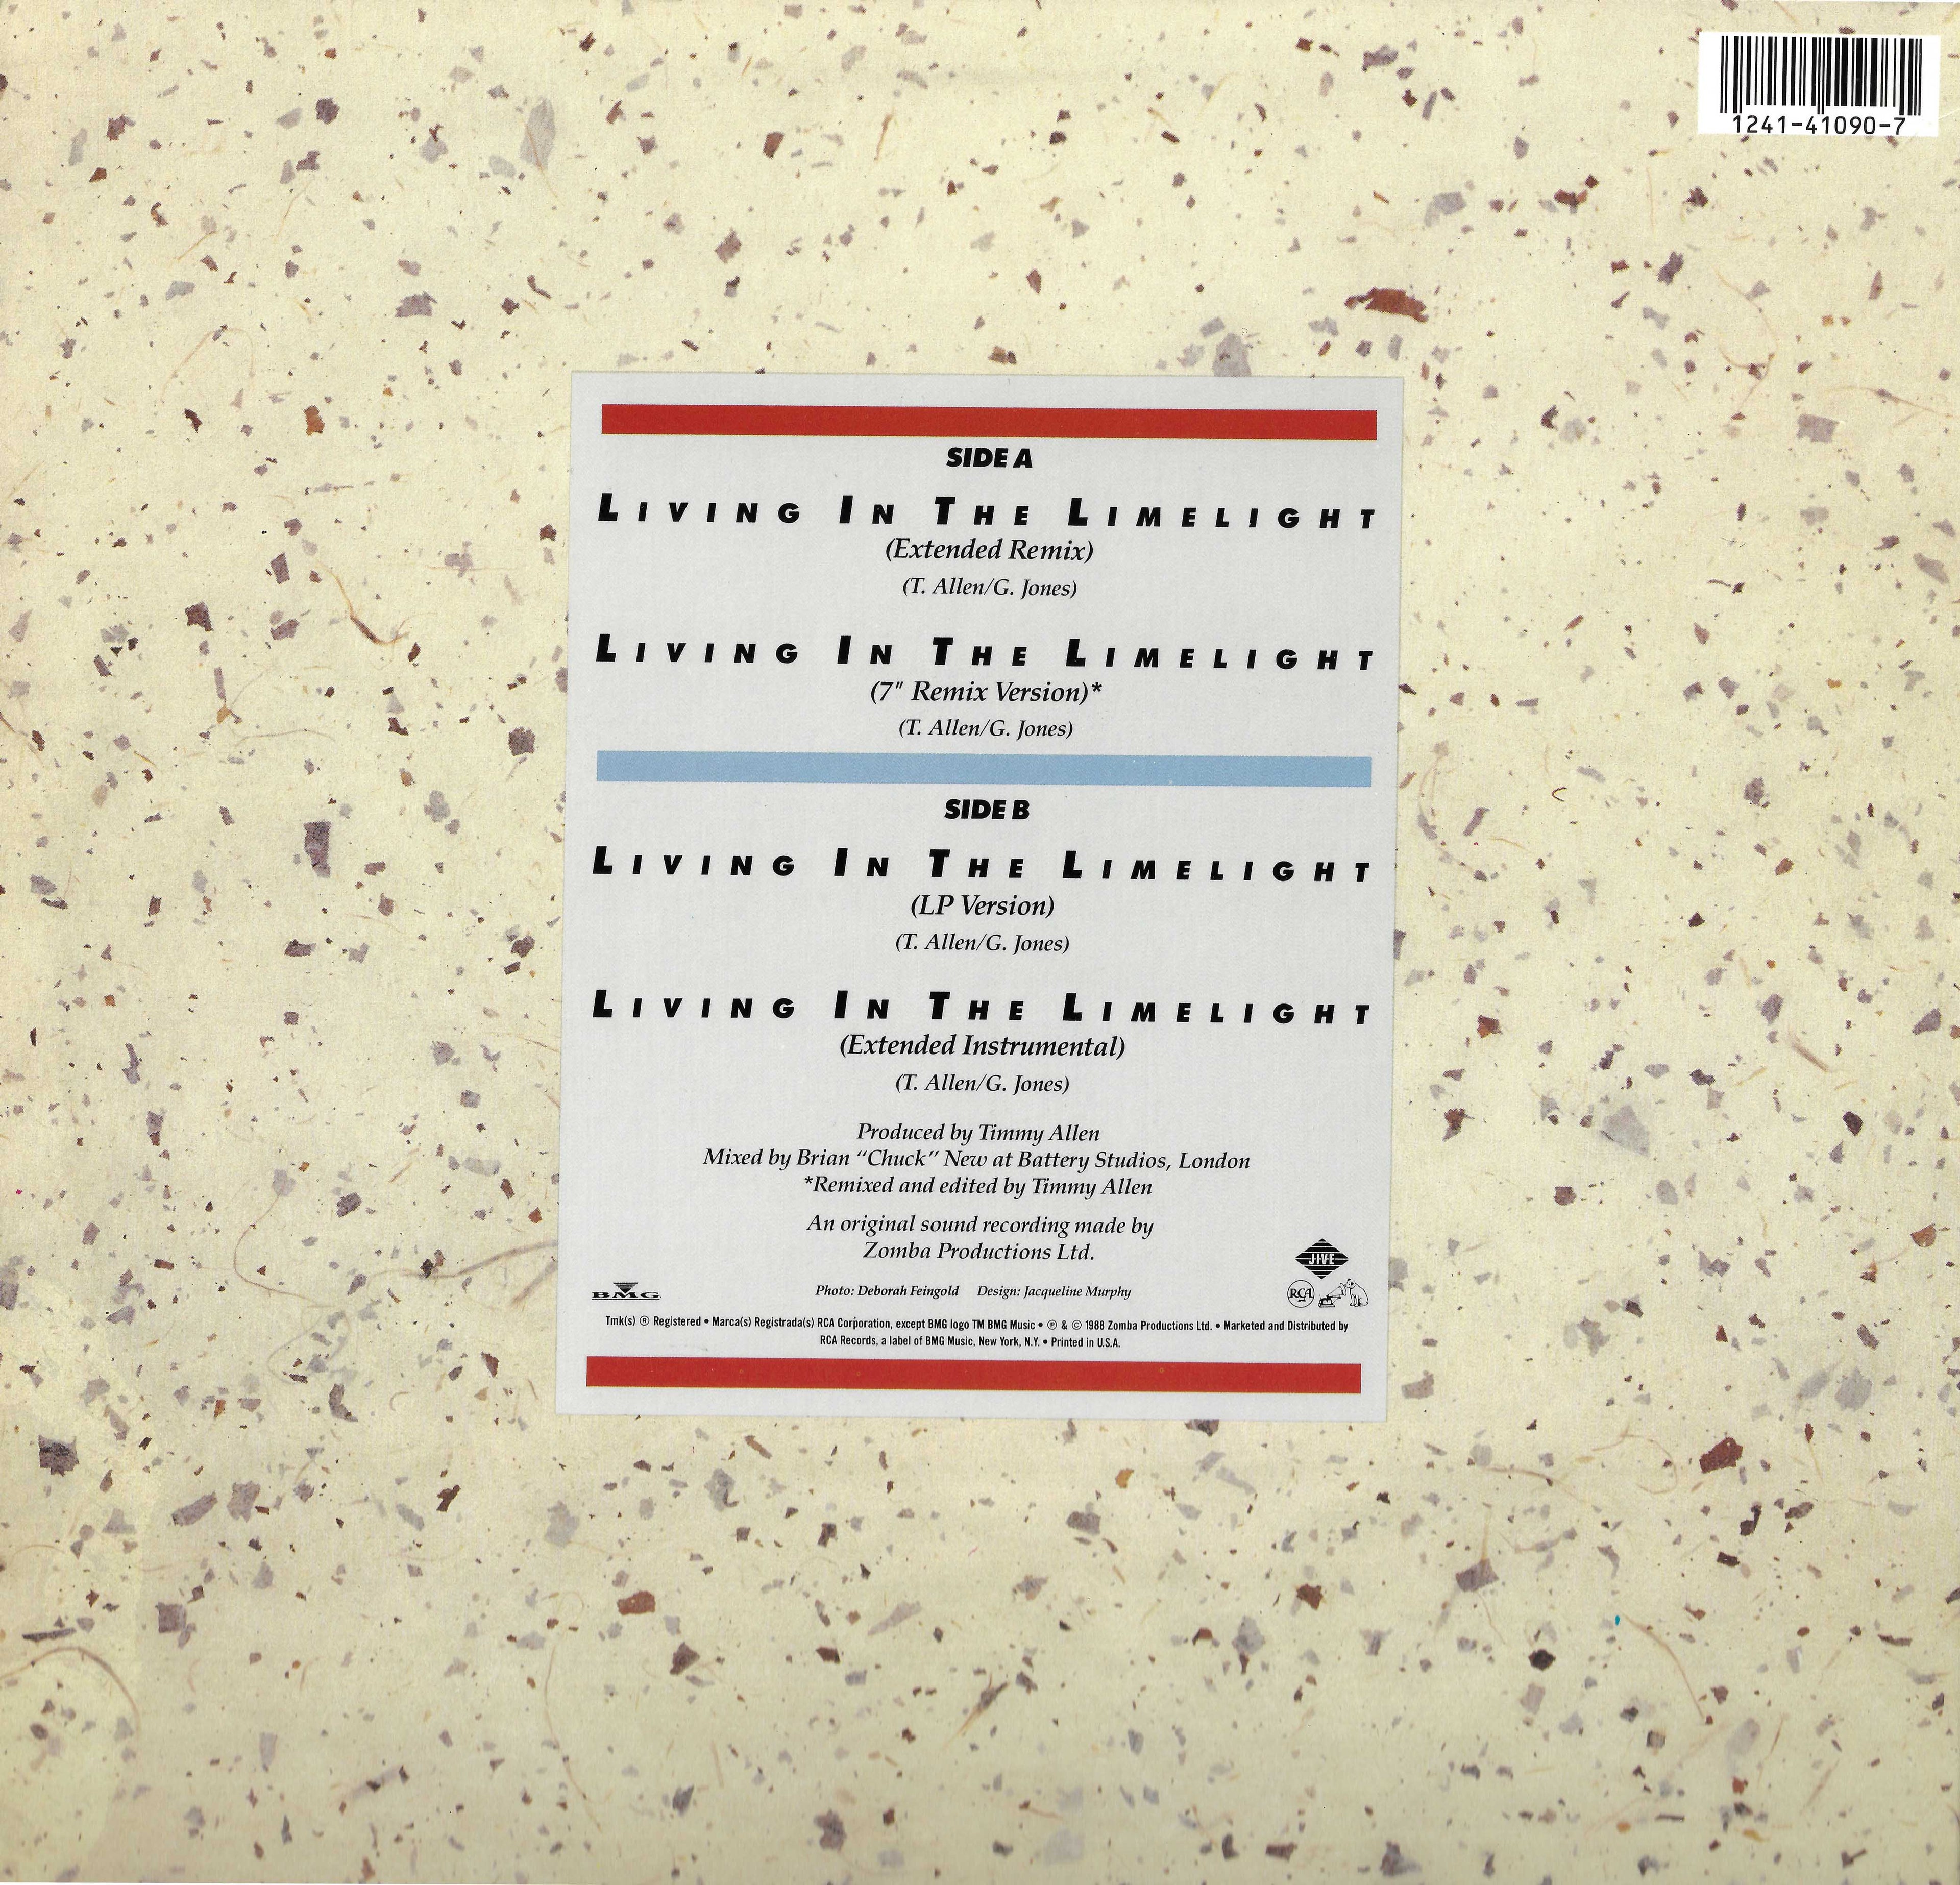 1241-41090-7
SIDE A
LIVING IN THE LIMELIGHT
(Extended Remix)
(T. Allen/G. Jones)
LIVING IN THE LIMELIGHT
(7" Remix Version)*
(T. Allen/G. Jones)
SIDE B
LIVING IN THE LIMELIGHT
(LP Version)
(T. Allen/G. Jones)
LIVING IN THE LIMELIGHT
(Extended Instrumental)
(T. Allen/G. Jones)
Produced by Timmy Allen
Mixed by Brian “Chuck” New at Battery Studios, London
*Remixed and edited by Timmy Allen
An original sound recording made by
Zomba Productions Ltd.
JIVE
BMG
Photo: Deborah Feingold Design: Jacqueline Murphy
RCA
Tmk(s) ® Registered • Marca(s) Registrada(s) RCA Corporation, except BMG logo TM BMG Music • ℗ & © 1988 Zomba Productions Ltd. • Marketed and Distributed by
RCA Records, a label of BMG Music, New York, N.Y. • Printed in U.S.A.